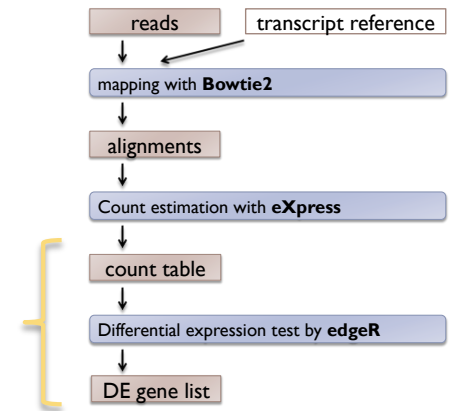 reads
transcript reference
mapping with Bowtie2
alignments
Count estimation with eXpress
count table
Differential expression test by edgeR
DE gene list